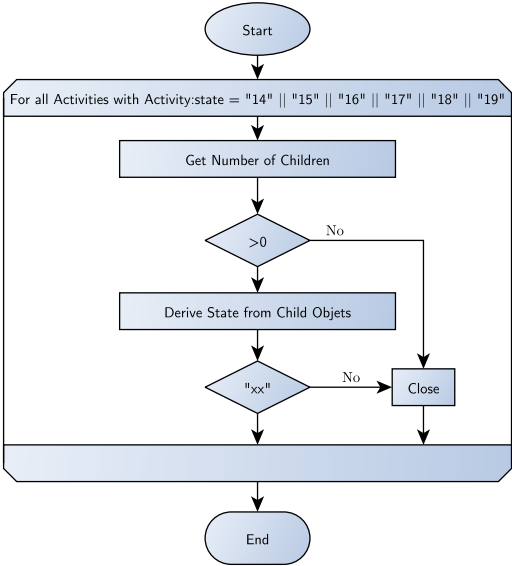 Start
For all Activities with Activity:state = "14" || "15" || "16" || "17" || "18" || "19"
Get Number of Children
>0
No
Derive State from Child Objets
"xx"
No
Close
End